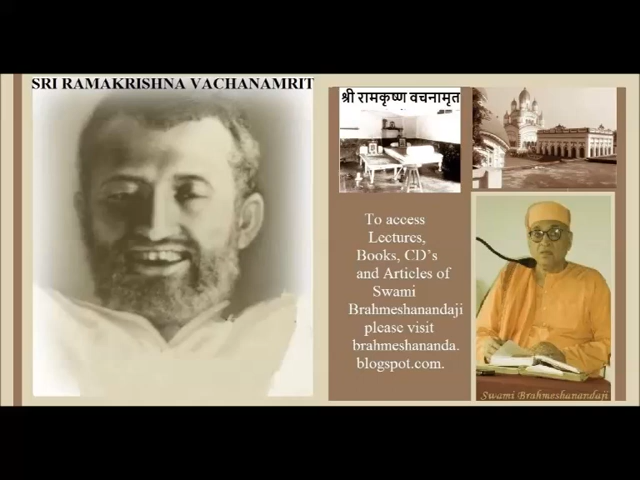 SRI RAMAKRISHNA VACHANAMRIT
श्री रामकृष्ण वचनामृत
To access
Lectures,
Books, CD's
and Articles of
Swami
Brahmeshanandaji
please visit
brahmeshananda.
blogspot.com.
Swami Brahmeshanandaji